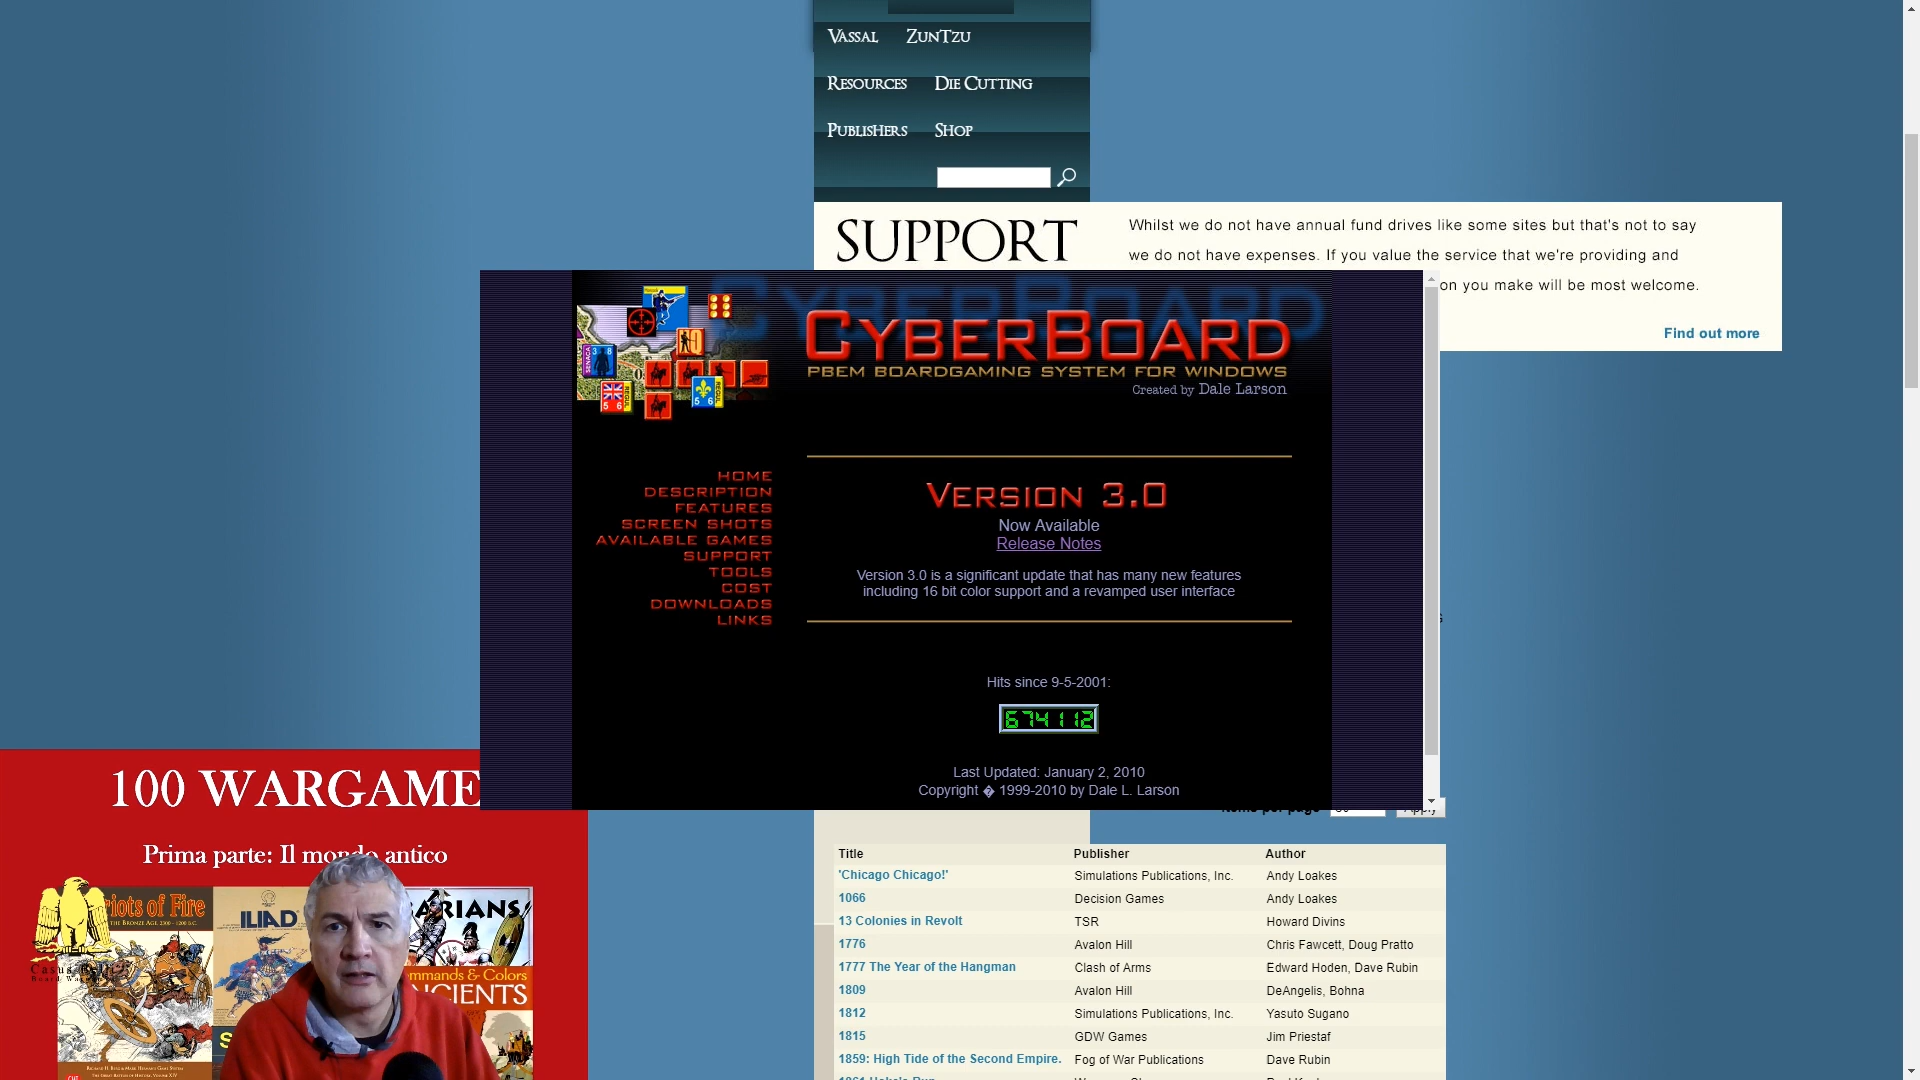 Vassal ZunTzu
Resources Die Cutting
Publishers Shop
SUPPORT
Whilst we do not have annual fund drives like some sites but that's not to say
we do not have expenses. If you value the service that we're providing and
on you make will be most welcome.
Find out more
CYBERBOARD
PBEM BOARDGAMING SYSTEM FOR WINDOWS
Created by Dale Larson
HOME
DESCRIPTION
FEATURES
SCREEN SHOTS
AVAILABLE GAMES
SUPPORT
TOOLS
COST
DOWNLOADS
LINKS
VERSION 3.0
Now Available
Release Notes
Version 3.0 is a significant update that has many new features
including 16 bit color support and a revamped user interface
Hits since 9-5-2001:
674112
Last Updated: January 2, 2010
Copyright � 1999-2010 by Dale L. Larson
Items per page
Apply
Title Publisher Author
'Chicago Chicago!' Simulations Publications, Inc. Andy Loakes
1066 Decision Games Andy Loakes
13 Colonies in Revolt TSR Howard Divins
1776 Avalon Hill Chris Fawcett, Doug Pratto
1777 The Year of the Hangman Clash of Arms Edward Hoden, Dave Rubin
1809 Avalon Hill DeAngelis, Bohna
1812 Simulations Publications, Inc. Yasuto Sugano
1815 GDW Games Jim Priestaf
1859: High Tide of the Second Empire. Fog of War Publications Dave Rubin
100 WARGAME
Prima parte: Il mondo antico
iots of Fire
ILIAD
ARIANS
mmands & Colors
NCIENTS
Casus Belli